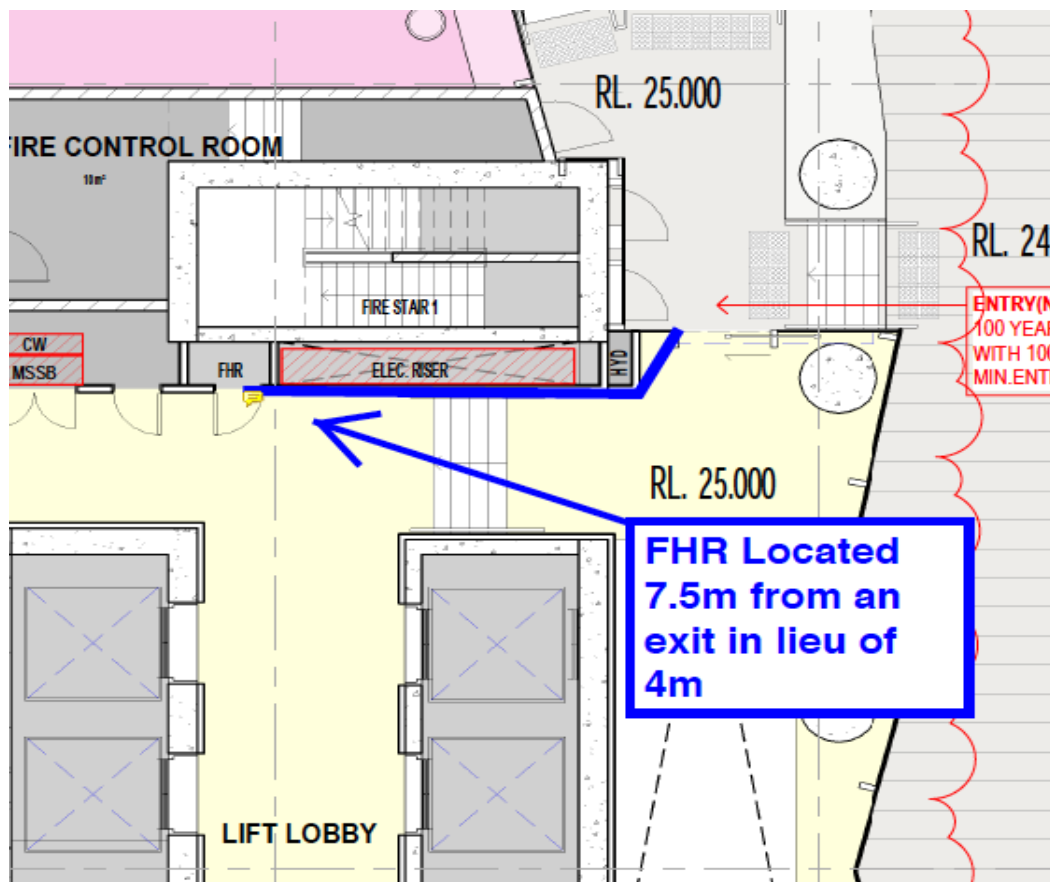 RL. 25.000
FIRE CONTROL ROOM
10m²
RL. 24
FIRE STAIR 1
ENTRY(N
100 YEA
WITH 10
MIN.ENT
CW
MSSB
FHR
ELEC. RISER
HYD
RL. 25.000
FHR Located
7.5m from an
exit in lieu of
4m
LIFT LOBBY